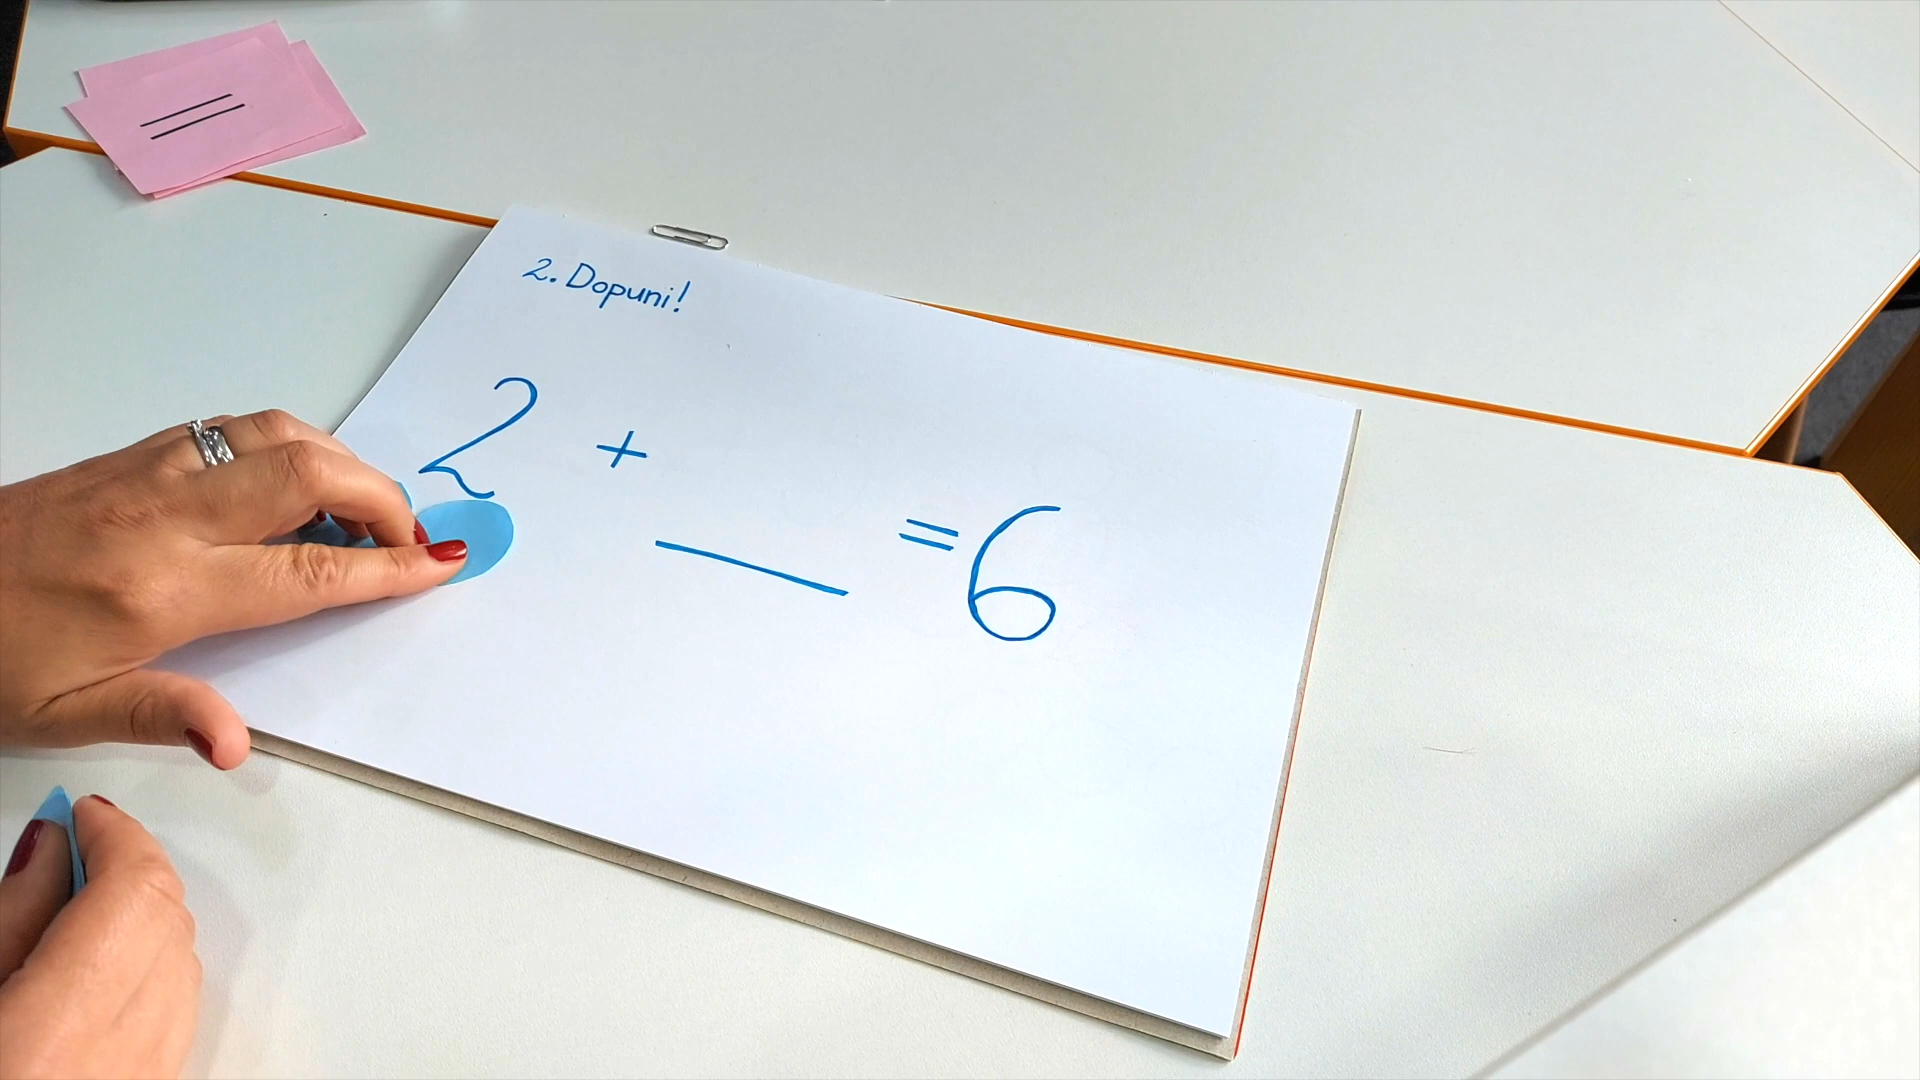 =
2. Dopuni!
2 + ___ = 6